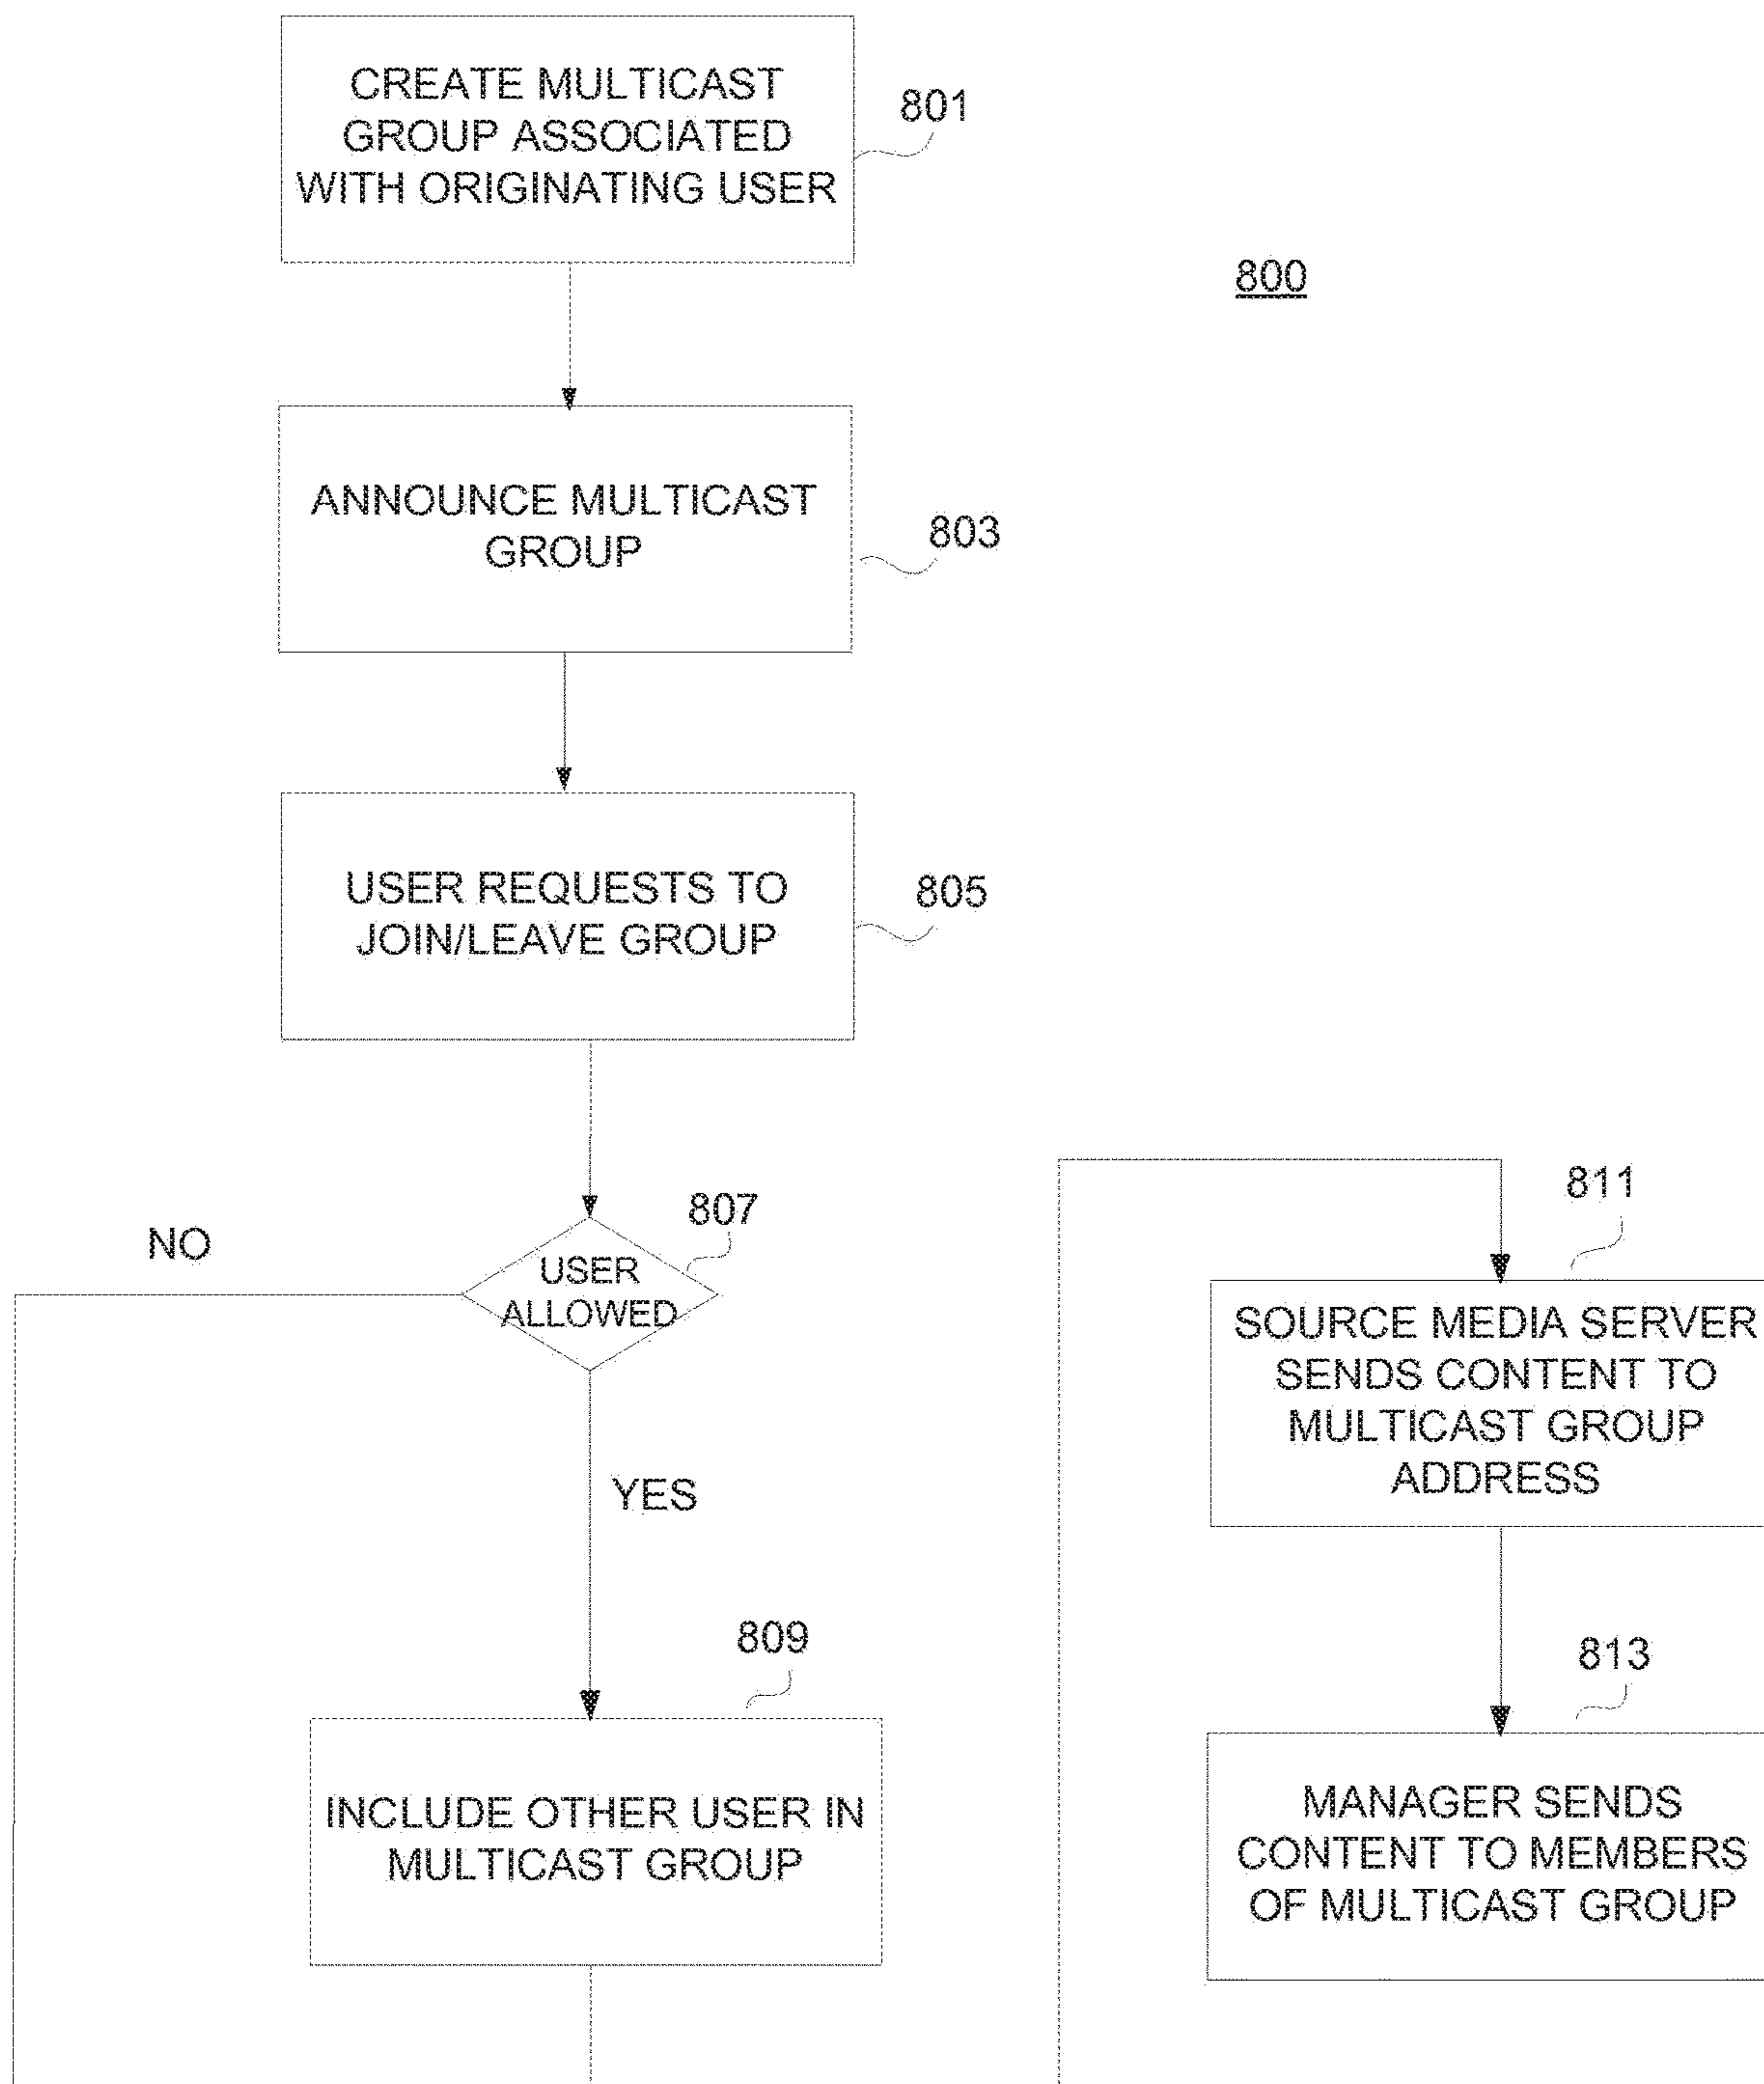 CREATE MULTICAST
GROUP ASSOCIATED
WITH ORIGINATING USER
801
800
ANNOUNCE MULTICAST
GROUP
803
USER REQUESTS TO
JOIN/LEAVE GROUP
805
NO
USER
ALLOWED
807
YES
809
INCLUDE OTHER USER IN
MULTICAST GROUP
811
SOURCE MEDIA SERVER
SENDS CONTENT TO
MULTICAST GROUP
ADDRESS
813
MANAGER SENDS
CONTENT TO MEMBERS
OF MULTICAST GROUP